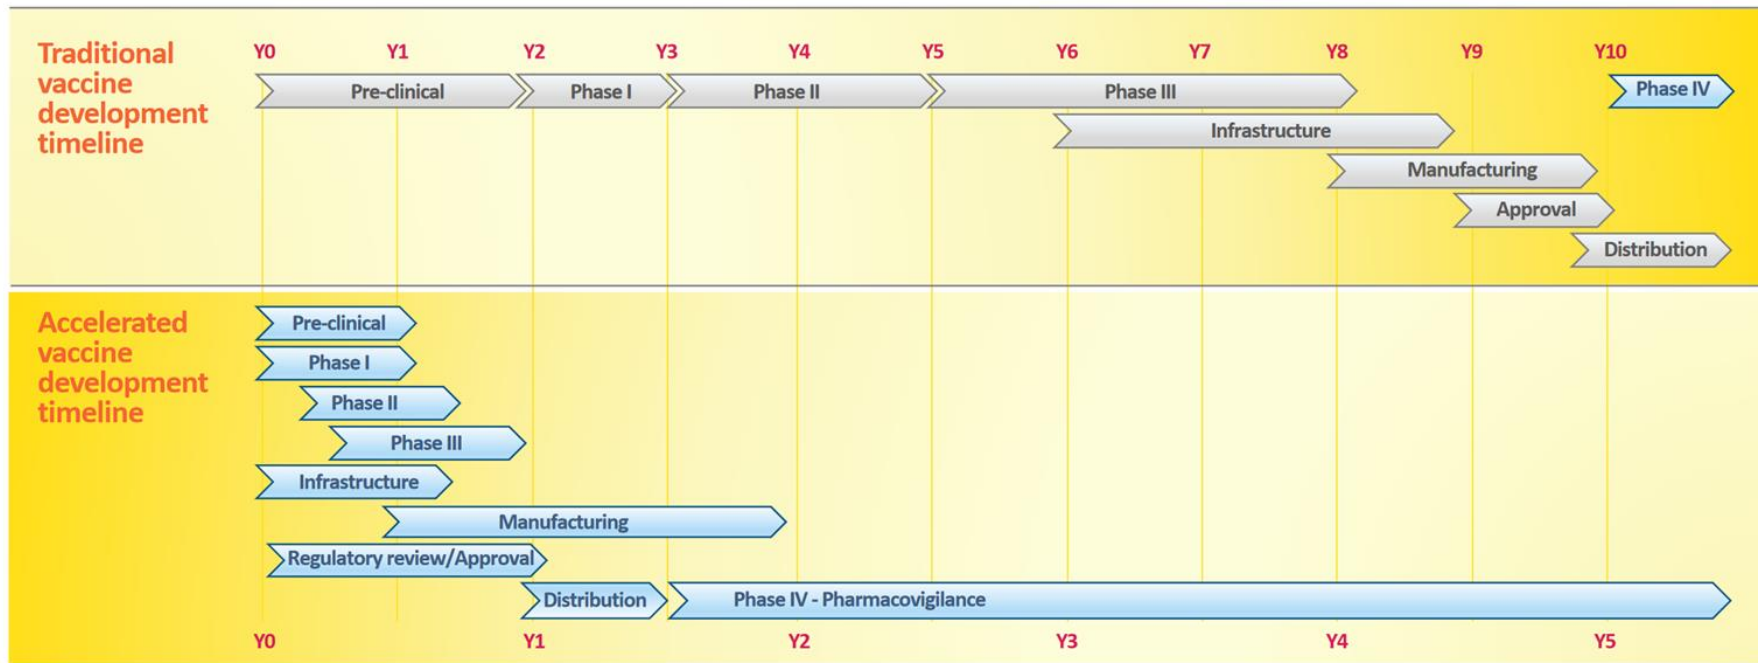 Traditional
vaccine
development
timeline
Y0 Y1 Y2 Y3 Y4 Y5 Y6 Y7 Y8 Y9 Y10
Pre-clinical Phase I Phase II Phase III Phase IV
Infrastructure
Manufacturing
Approval
Distribution
Accelerated
vaccine
development
timeline
Pre-clinical
Phase I
Phase II
Phase III
Infrastructure
Manufacturing
Regulatory review/Approval
Distribution Phase IV - Pharmacovigilance
Y0 Y1 Y2 Y3 Y4 Y5